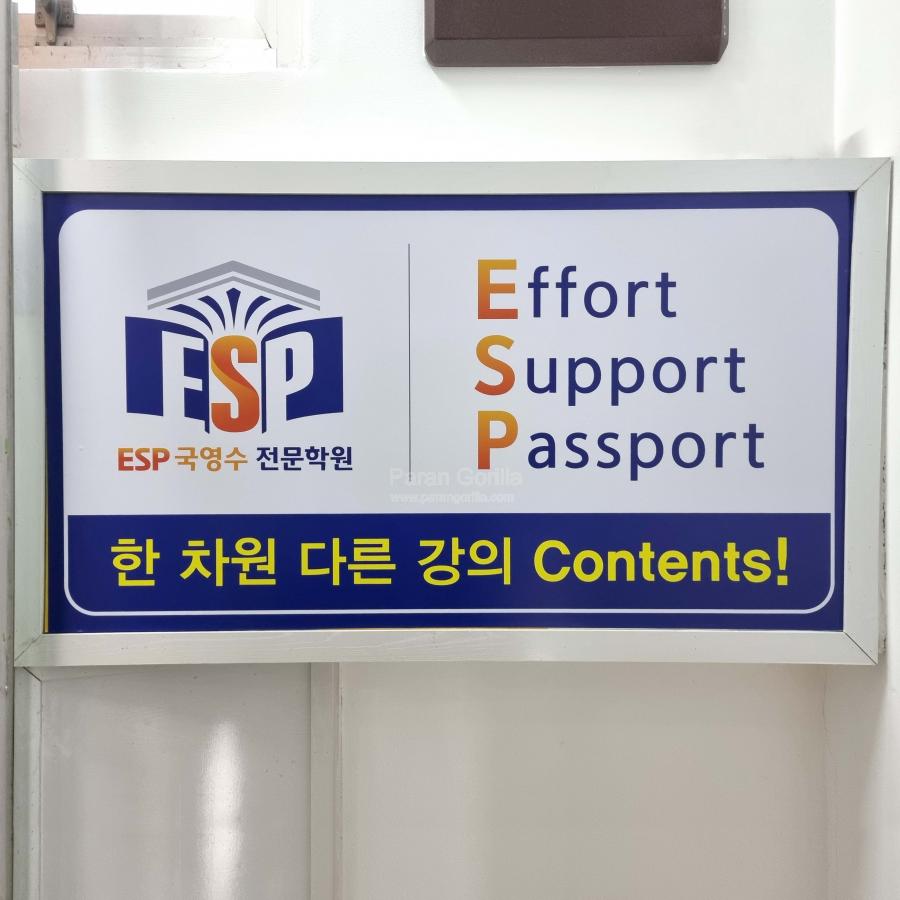 ESP
ESP 국영수 전문학원
Effort
Support
Passport
Paran Gorilla
www.parangorilla.com
한 차원 다른 강의 Contents!